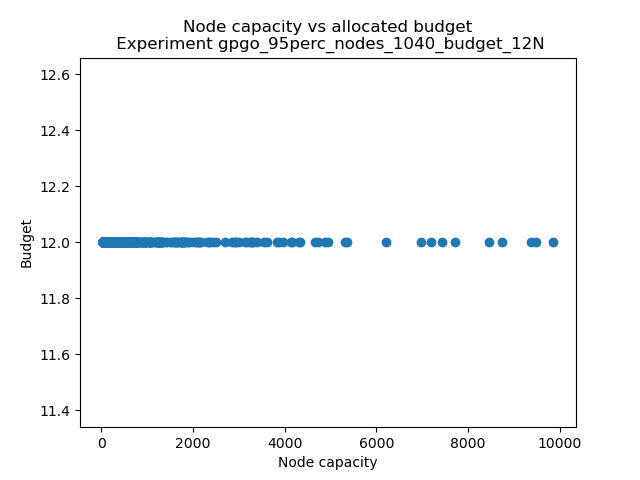 Node capacity vs allocated budget
Experiment gpgo_95perc_nodes_1040_budget_12N
12.6
12.4
12.2
12.0
11.8
11.6
11.4
Budget
0 2000 4000 6000 8000 10000
Node capacity